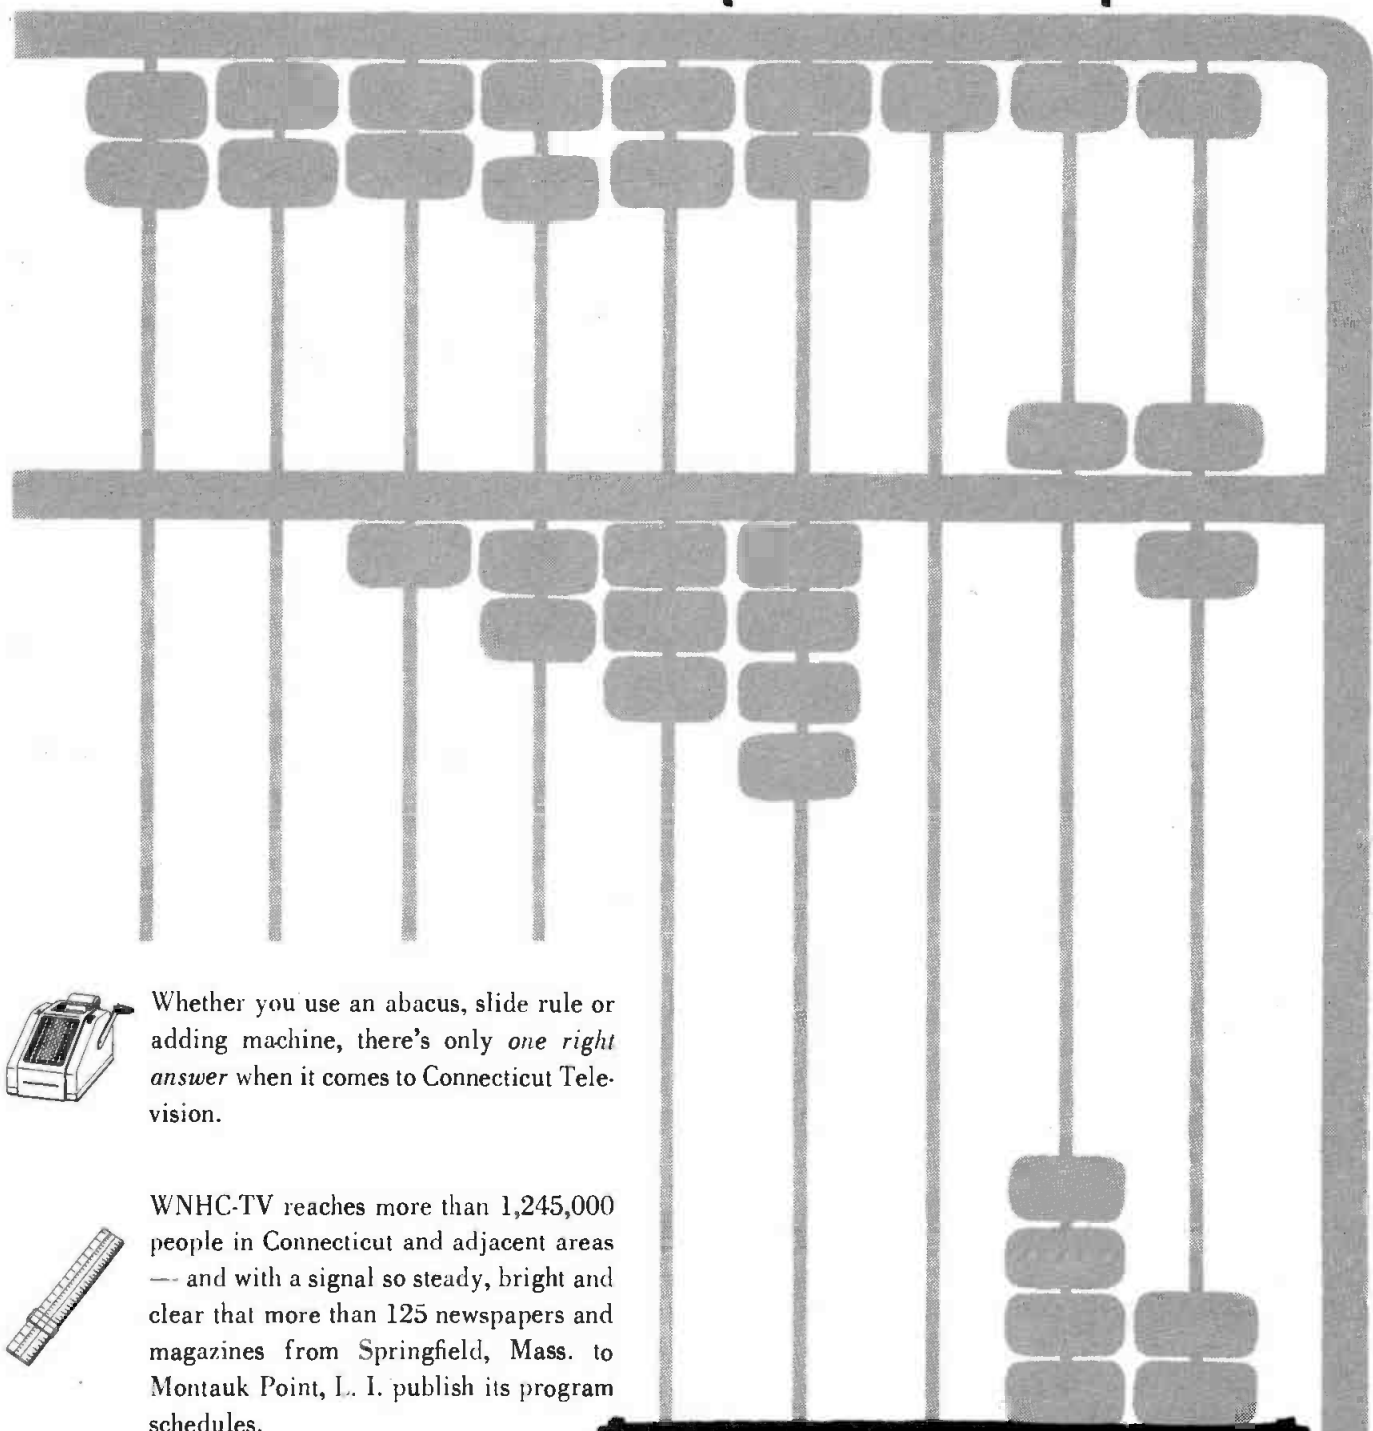 Whether you use an abacus, slide rule or
adding machine, there's only one right
answer when it comes to Connecticut Tele-
vision.
WNHC-TV reaches more than 1,245,000
people in Connecticut and adjacent areas
— and with a signal so steady, bright and
clear that more than 125 newspapers and
magazines from Springfield, Mass. to
Montauk Point, L. I. publish its program
schedules.